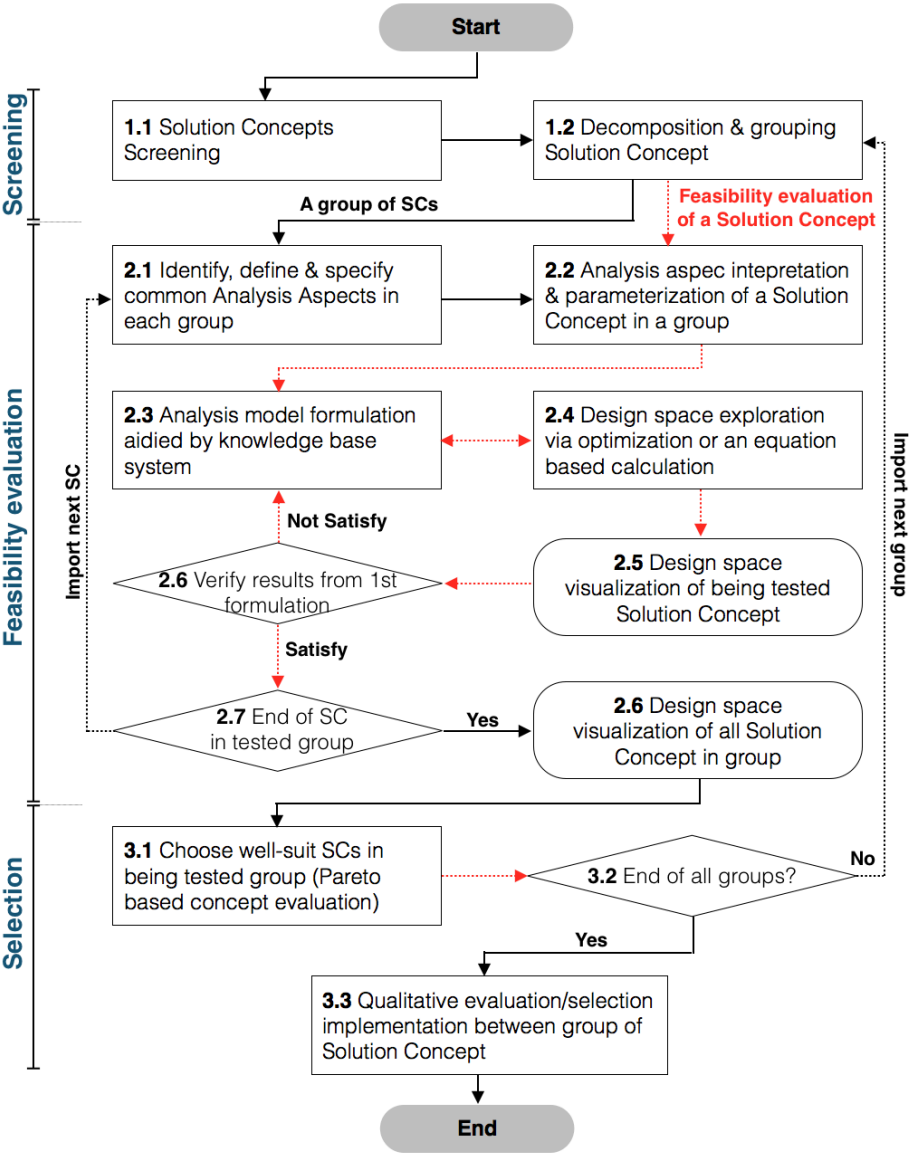 Start
Screening
1.1 Solution Concepts
Screening
1.2 Decomposition & grouping
Solution Concept
A group of SCs
Feasibility evaluation
of a Solution Concept
Feasibility evaluation
2.1 Identify, define & specify
common Analysis Aspects in
each group
2.2 Analysis aspec intepretation
& parameterization of a Solution
Concept in a group
2.3 Analysis model formulation
aidied by knowledge base
system
2.4 Design space exploration
via optimization or an equation
based calculation
Import next SC
Import next group
Not Satisfy
2.6 Verify results from 1st
formulation
2.5 Design space
visualization of being tested
Solution Concept
Satisfy
2.7 End of SC
in tested group
Yes
2.6 Design space
visualization of all Solution
Concept in group
Selection
3.1 Choose well-suit SCs in
being tested group (Pareto
based concept evaluation)
3.2 End of all groups?
No
Yes
3.3 Qualitative evaluation/selection
implementation between group of
Solution Concept
End